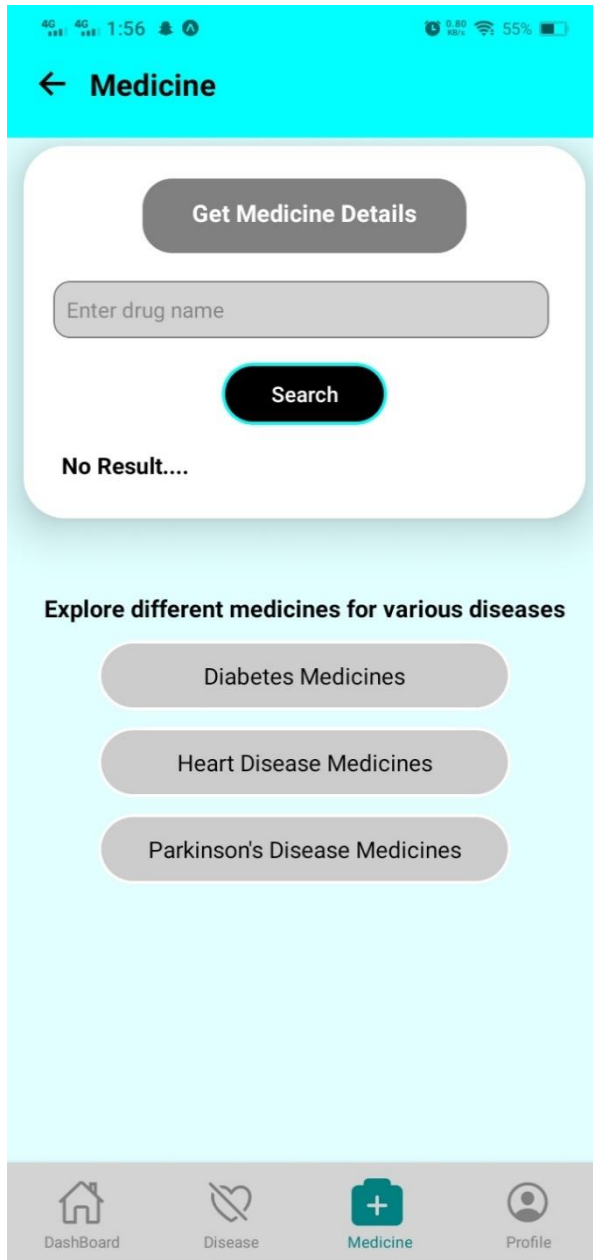 4G 4G 1:56 0.80 KB/s 55%
Medicine
Get Medicine Details
Enter drug name
Search
No Result....
Explore different medicines for various diseases
Diabetes Medicines
Heart Disease Medicines
Parkinson's Disease Medicines
DashBoard Disease Medicine Profile